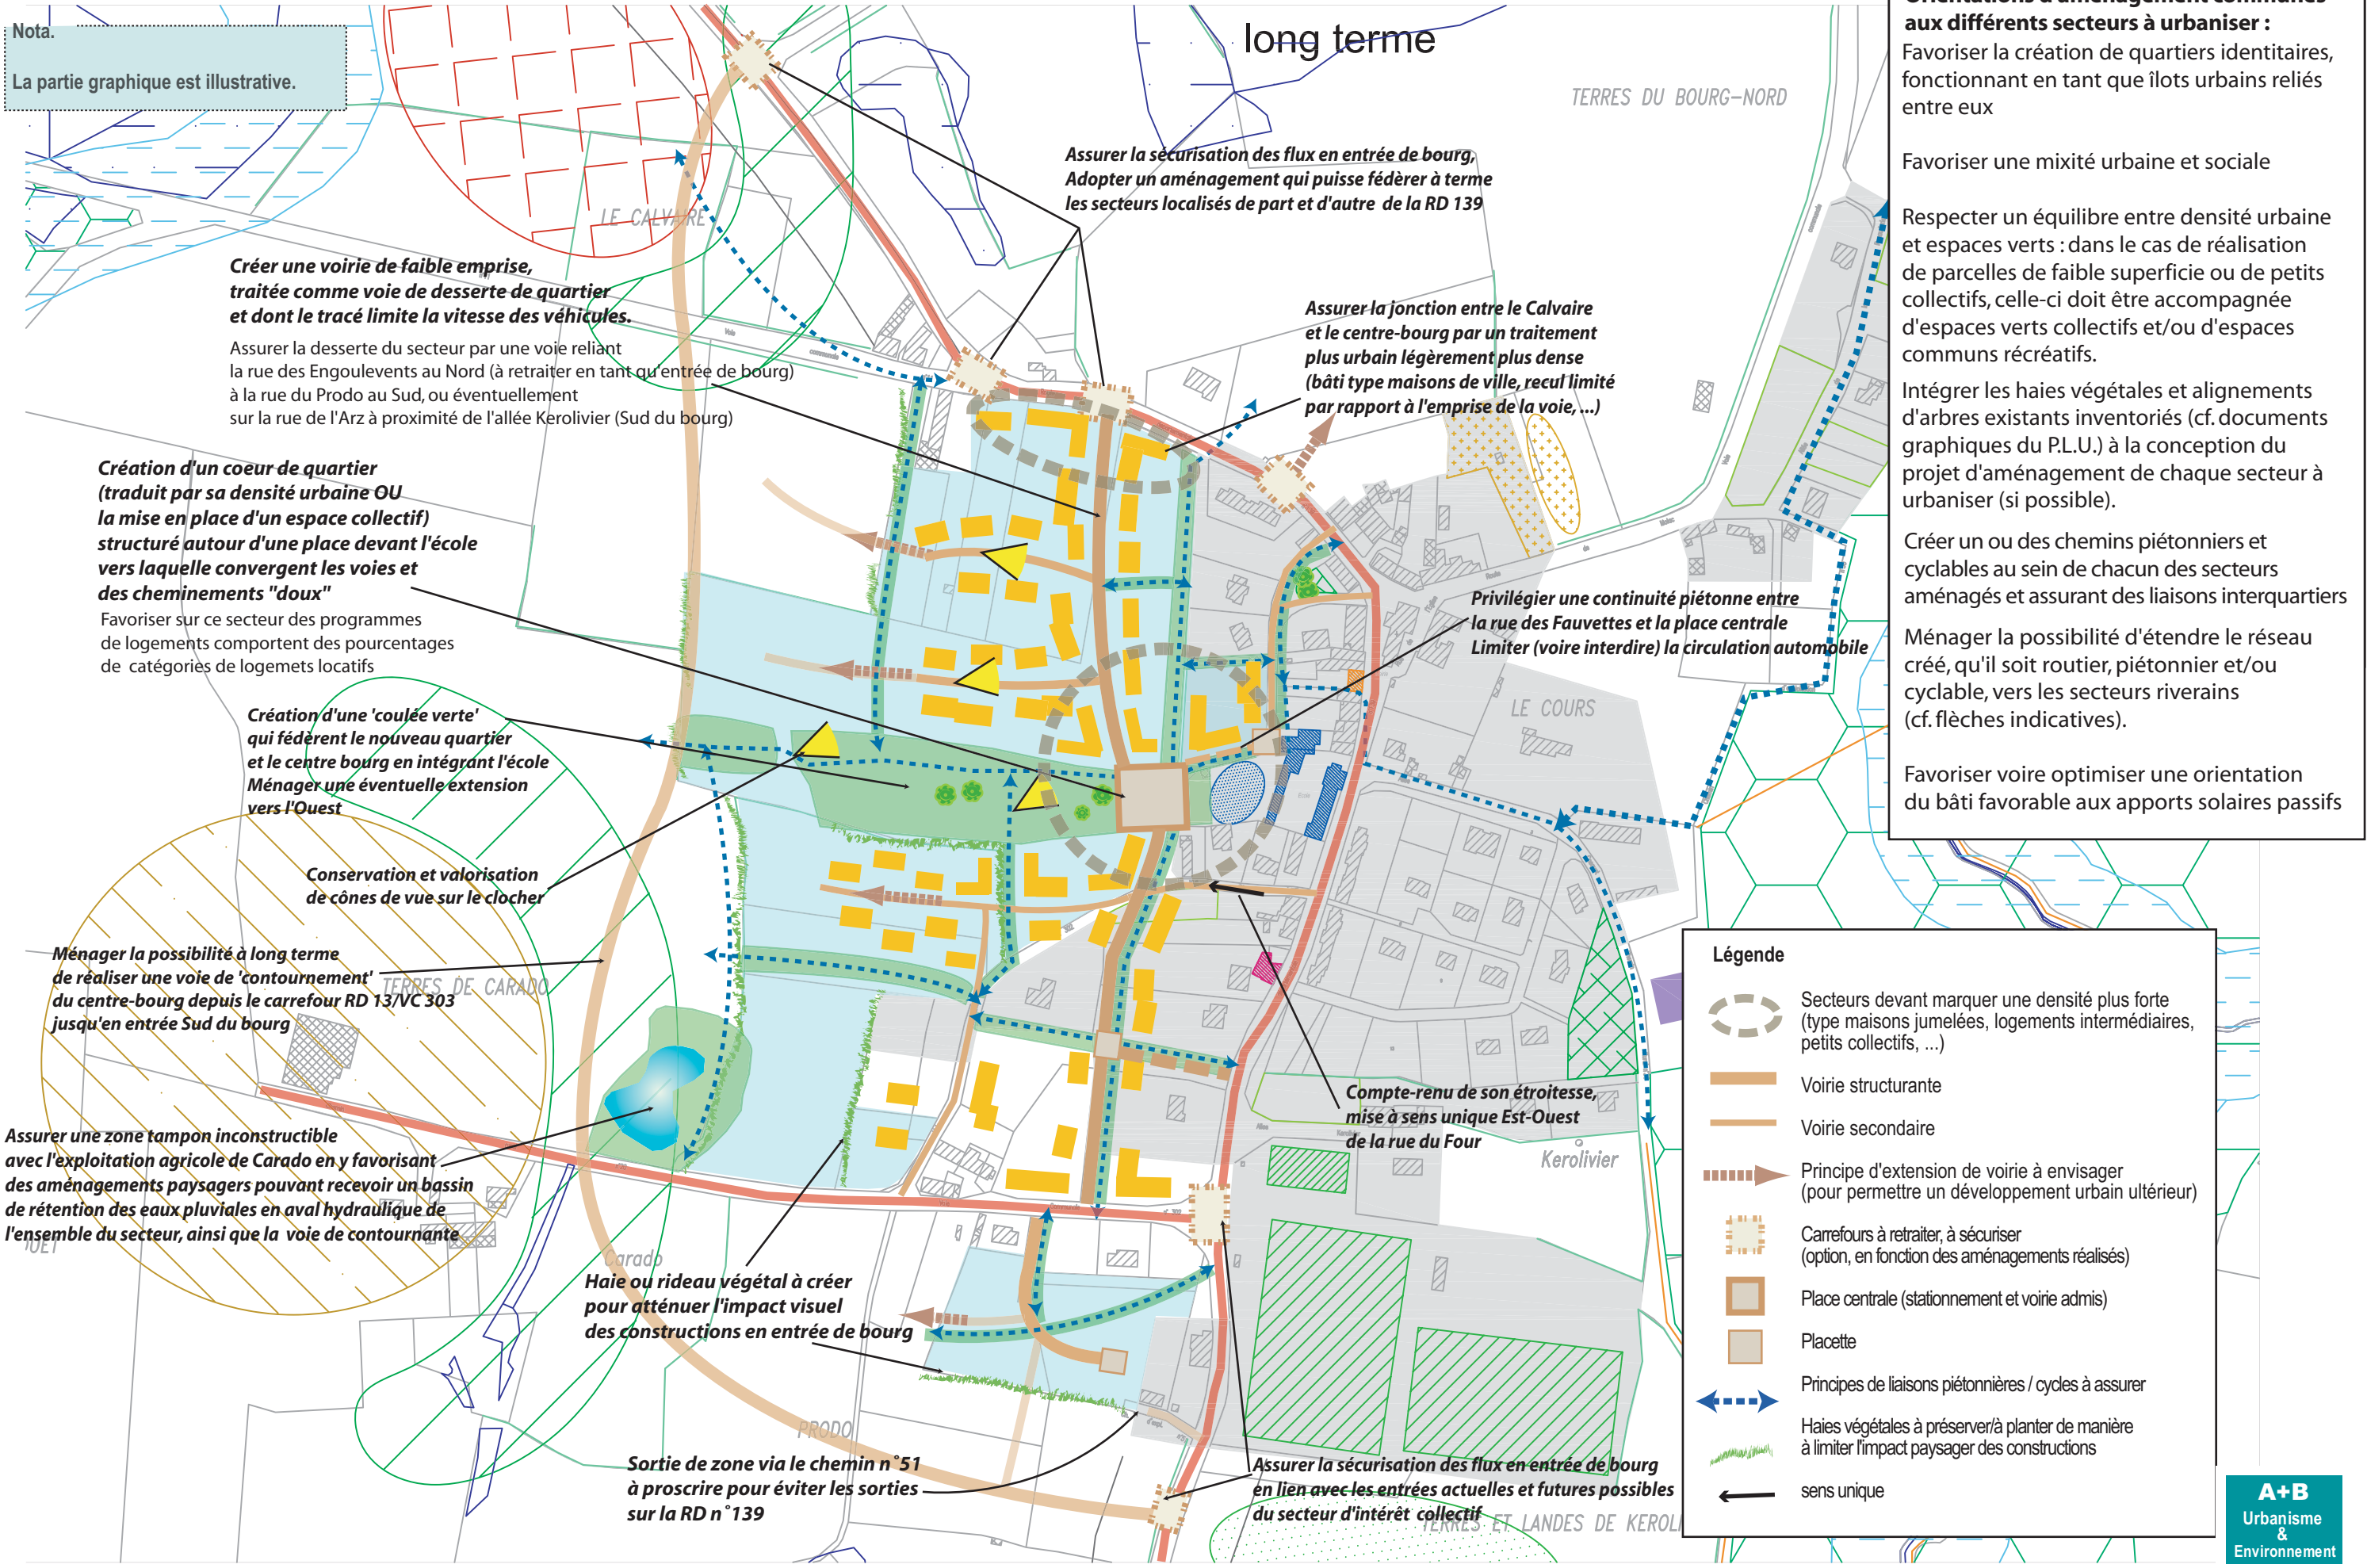 Nota.
La partie graphique est illustrative.
long terme
TERRES DU BOURG-NORD
LE CALVAIRE
Assurer la sécurisation des flux en entrée de bourg,
Adopter un aménagement qui puisse fédèrer à terme
les secteurs localisés de part et d'autre de la RD 139
Créer une voirie de faible emprise,
traitée comme voie de desserte de quartier
et dont le tracé limite la vitesse des véhicules.
Assurer la desserte du secteur par une voie reliant
la rue des Engoulevents au Nord (à retraiter en tant qu'entrée de bourg)
à la rue du Prodo au Sud, ou éventuellement
sur la rue de l'Arz à proximité de l'allée Kerolivier (Sud du bourg)
Assurer la jonction entre le Calvaire
et le centre-bourg par un traitement
plus urbain légèrement plus dense
(bâti type maisons de ville, recul limité
par rapport à l'emprise de la voie, ...)
Création d'un coeur de quartier
(traduit par sa densité urbaine OU
la mise en place d'un espace collectif)
structuré autour d'une place devant l'école
vers laquelle convergent les voies et
des cheminements "doux"
Favoriser sur ce secteur des programmes
de logements comportent des pourcentages
de catégories de logemets locatifs
Privilégier une continuité piétonne entre
la rue des Fauvettes et la place centrale
Limiter (voire interdire) la circulation automobile
LE COURS
Création d'une 'coulée verte'
qui fédèrent le nouveau quartier
et le centre bourg en intégrant l'école
Ménager une éventuelle extension
vers l'Ouest
Conservation et valorisation
de cônes de vue sur le clocher
Ménager la possibilité à long terme
de réaliser une voie de 'contournement'
du centre-bourg depuis le carrefour RD 13/VC 303
jusqu'en entrée Sud du bourg
TERRES DE CARADO
Assurer une zone tampon inconstructible
avec l'exploitation agricole de Carado en y favorisant
des aménagements paysagers pouvant recevoir un bassin
de rétention des eaux pluviales en aval hydraulique de
l'ensemble du secteur, ainsi que la voie de contournante
Carado
Haie ou rideau végétal à créer
pour atténuer l'impact visuel
des constructions en entrée de bourg
Compte-renu de son étroitesse,
mise à sens unique Est-Ouest
de la rue du Four
Kerolivier
PRODO
Sortie de zone via le chemin n°51
à proscrire pour éviter les sorties
sur la RD n°139
Assurer la sécurisation des flux en entrée de bourg
en lien avec les entrées actuelles et futures possibles
du secteur d'intérêt collectif
TERRES ET LANDES DE KEROLI
Orientations d'aménagement communes
aux différents secteurs à urbaniser :
Favoriser la création de quartiers identitaires,
fonctionnant en tant que îlots urbains reliés
entre eux
Favoriser une mixité urbaine et sociale
Respecter un équilibre entre densité urbaine
et espaces verts : dans le cas de réalisation
de parcelles de faible superficie ou de petits
collectifs, celle-ci doit être accompagnée
d'espaces verts collectifs et/ou d'espaces
communs récréatifs.
Intégrer les haies végétales et alignements
d'arbres existants inventoriés (cf. documents
graphiques du P.L.U.) à la conception du
projet d'aménagement de chaque secteur à
urbaniser (si possible).
Créer un ou des chemins piétonniers et
cyclables au sein de chacun des secteurs
aménagés et assurant des liaisons interquartiers
Ménager la possibilité d'étendre le réseau
créé, qu'il soit routier, piétonnier et/ou
cyclable, vers les secteurs riverains
(cf. flèches indicatives).
Favoriser voire optimiser une orientation
du bâti favorable aux apports solaires passifs
Légende
Secteurs devant marquer une densité plus forte
(type maisons jumelées, logements intermédiaires,
petits collectifs, ...)
Voirie structurante
Voirie secondaire
Principe d'extension de voirie à envisager
(pour permettre un développement urbain ultérieur)
Carrefours à retraiter, à sécuriser
(option, en fonction des aménagements réalisés)
Place centrale (stationnement et voirie admis)
Placette
Principes de liaisons piétonnières / cycles à assurer
Haies végétales à préserver/à planter de manière
à limiter l'impact paysager des constructions
sens unique
A+B
Urbanisme
&
Environnement